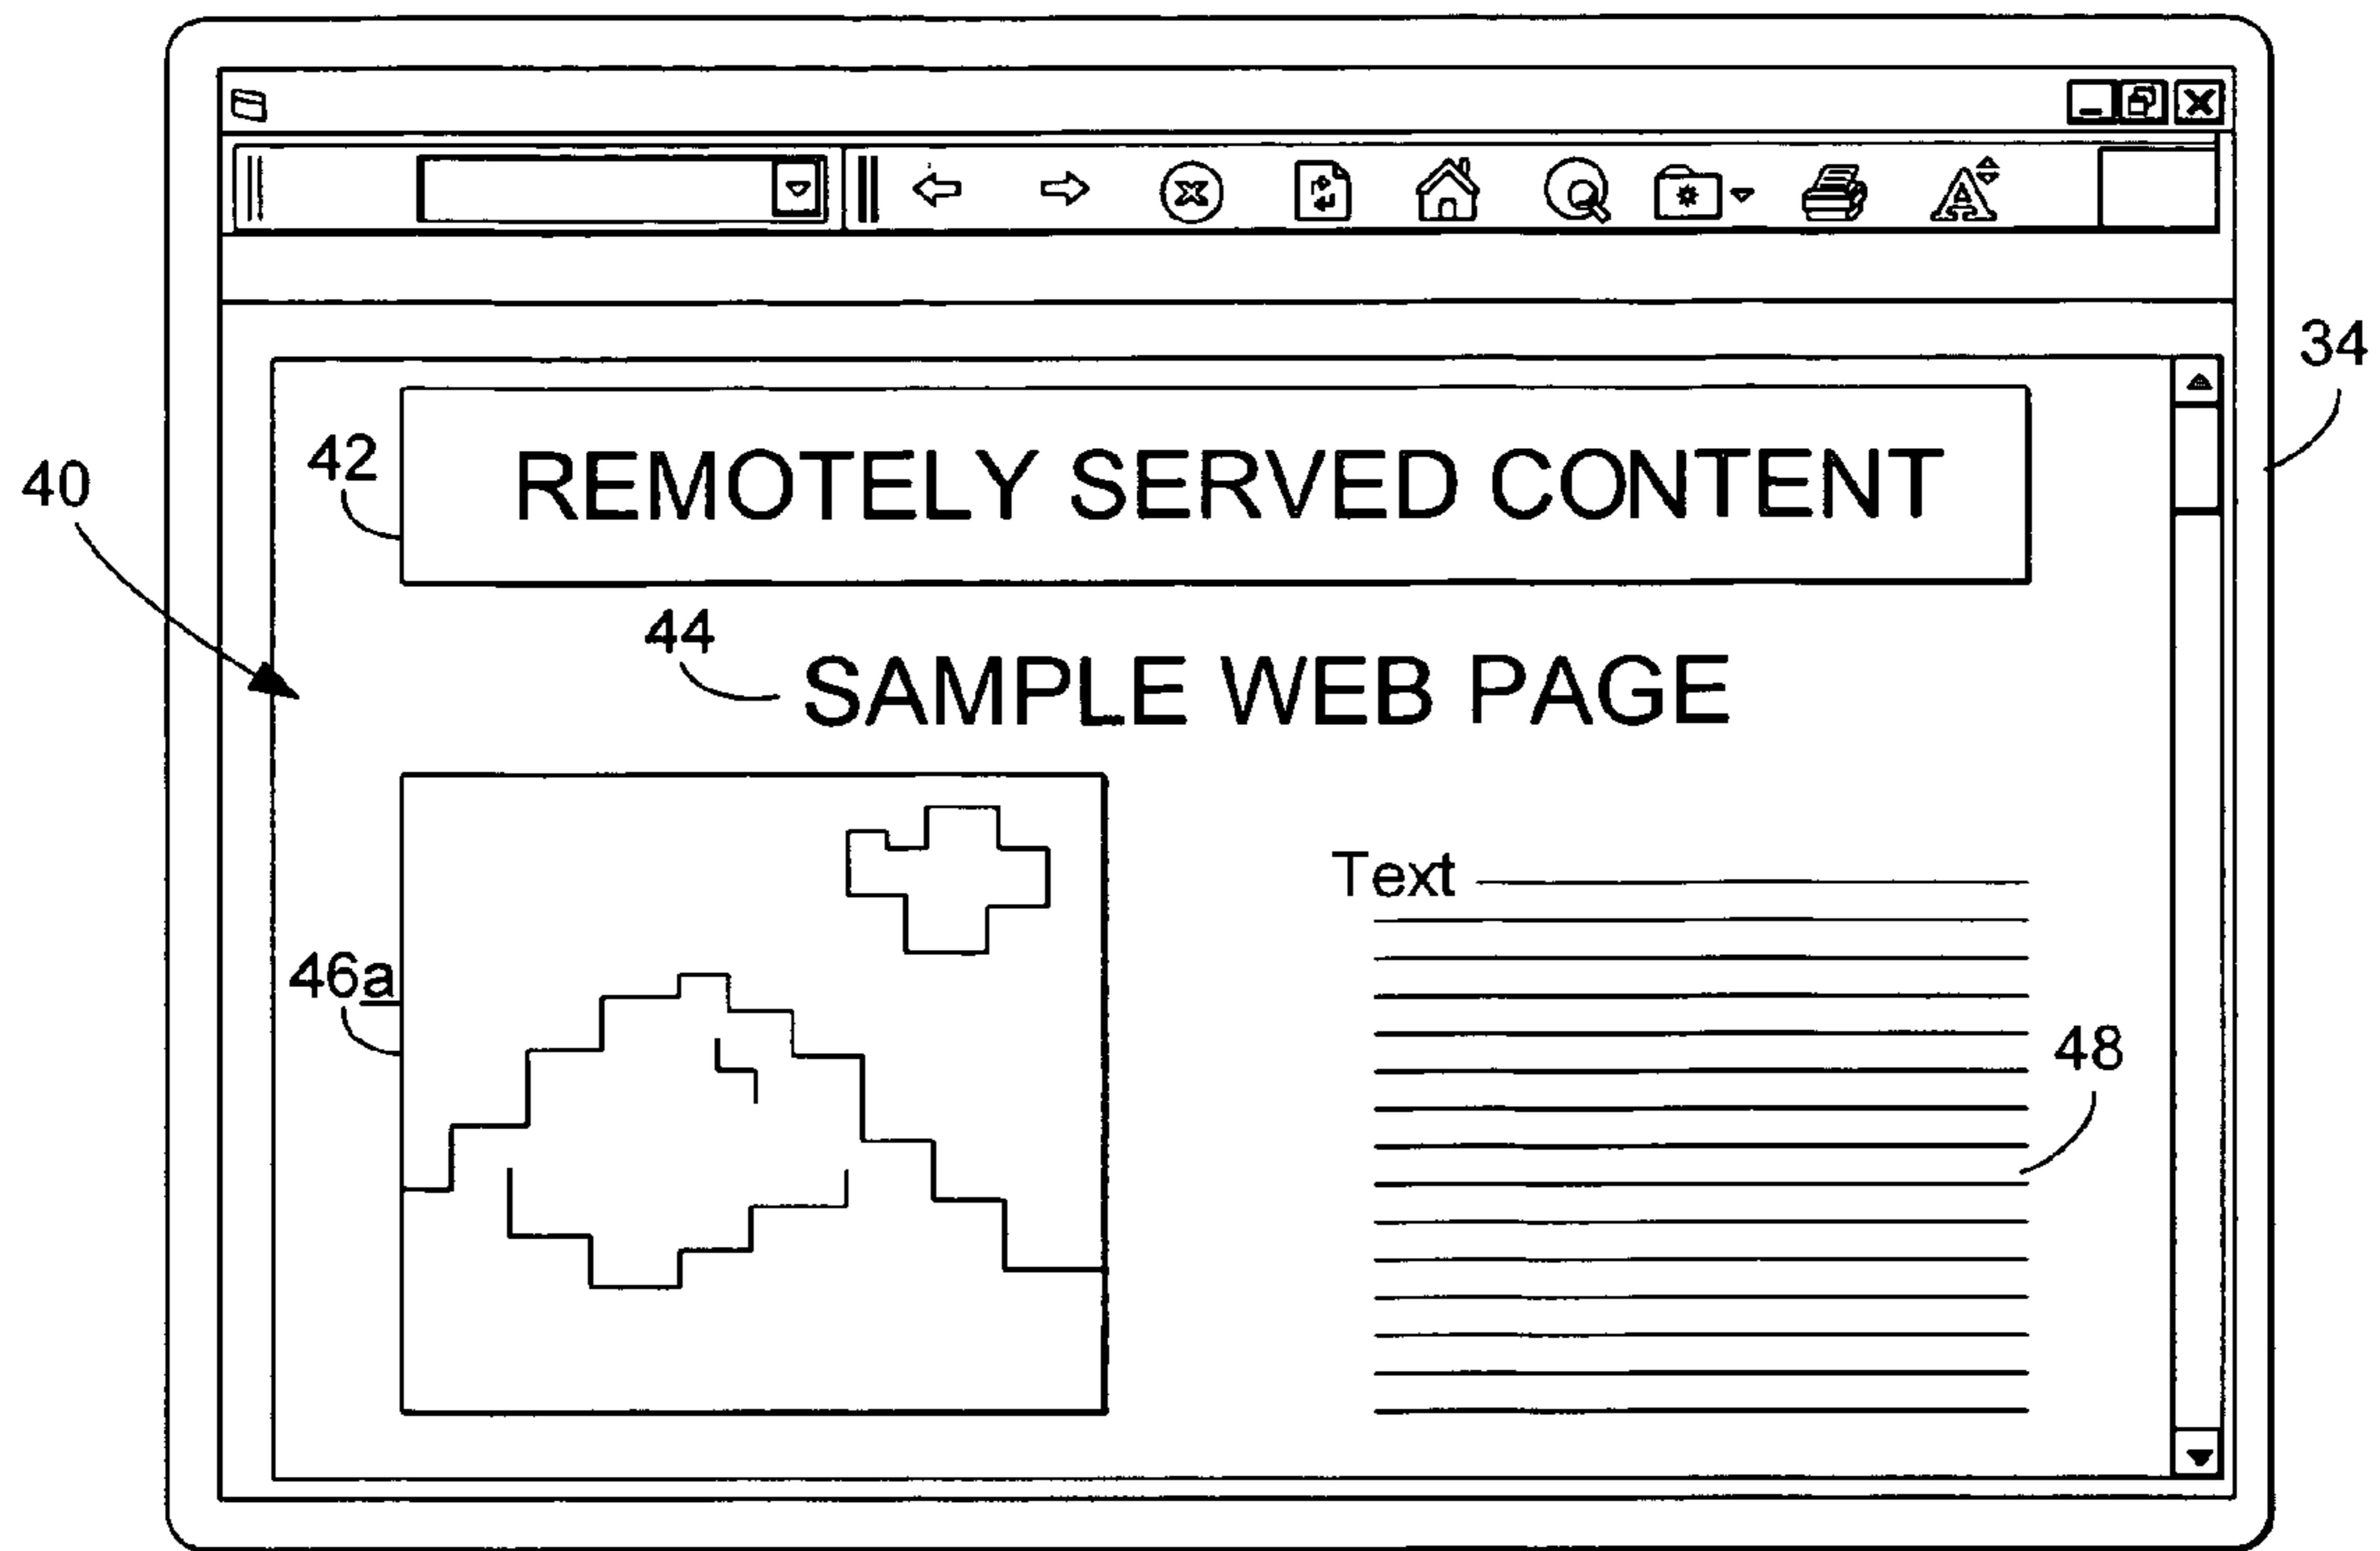 34
42
REMOTELY SERVED CONTENT
40
44
SAMPLE WEB PAGE
Text
46a
48